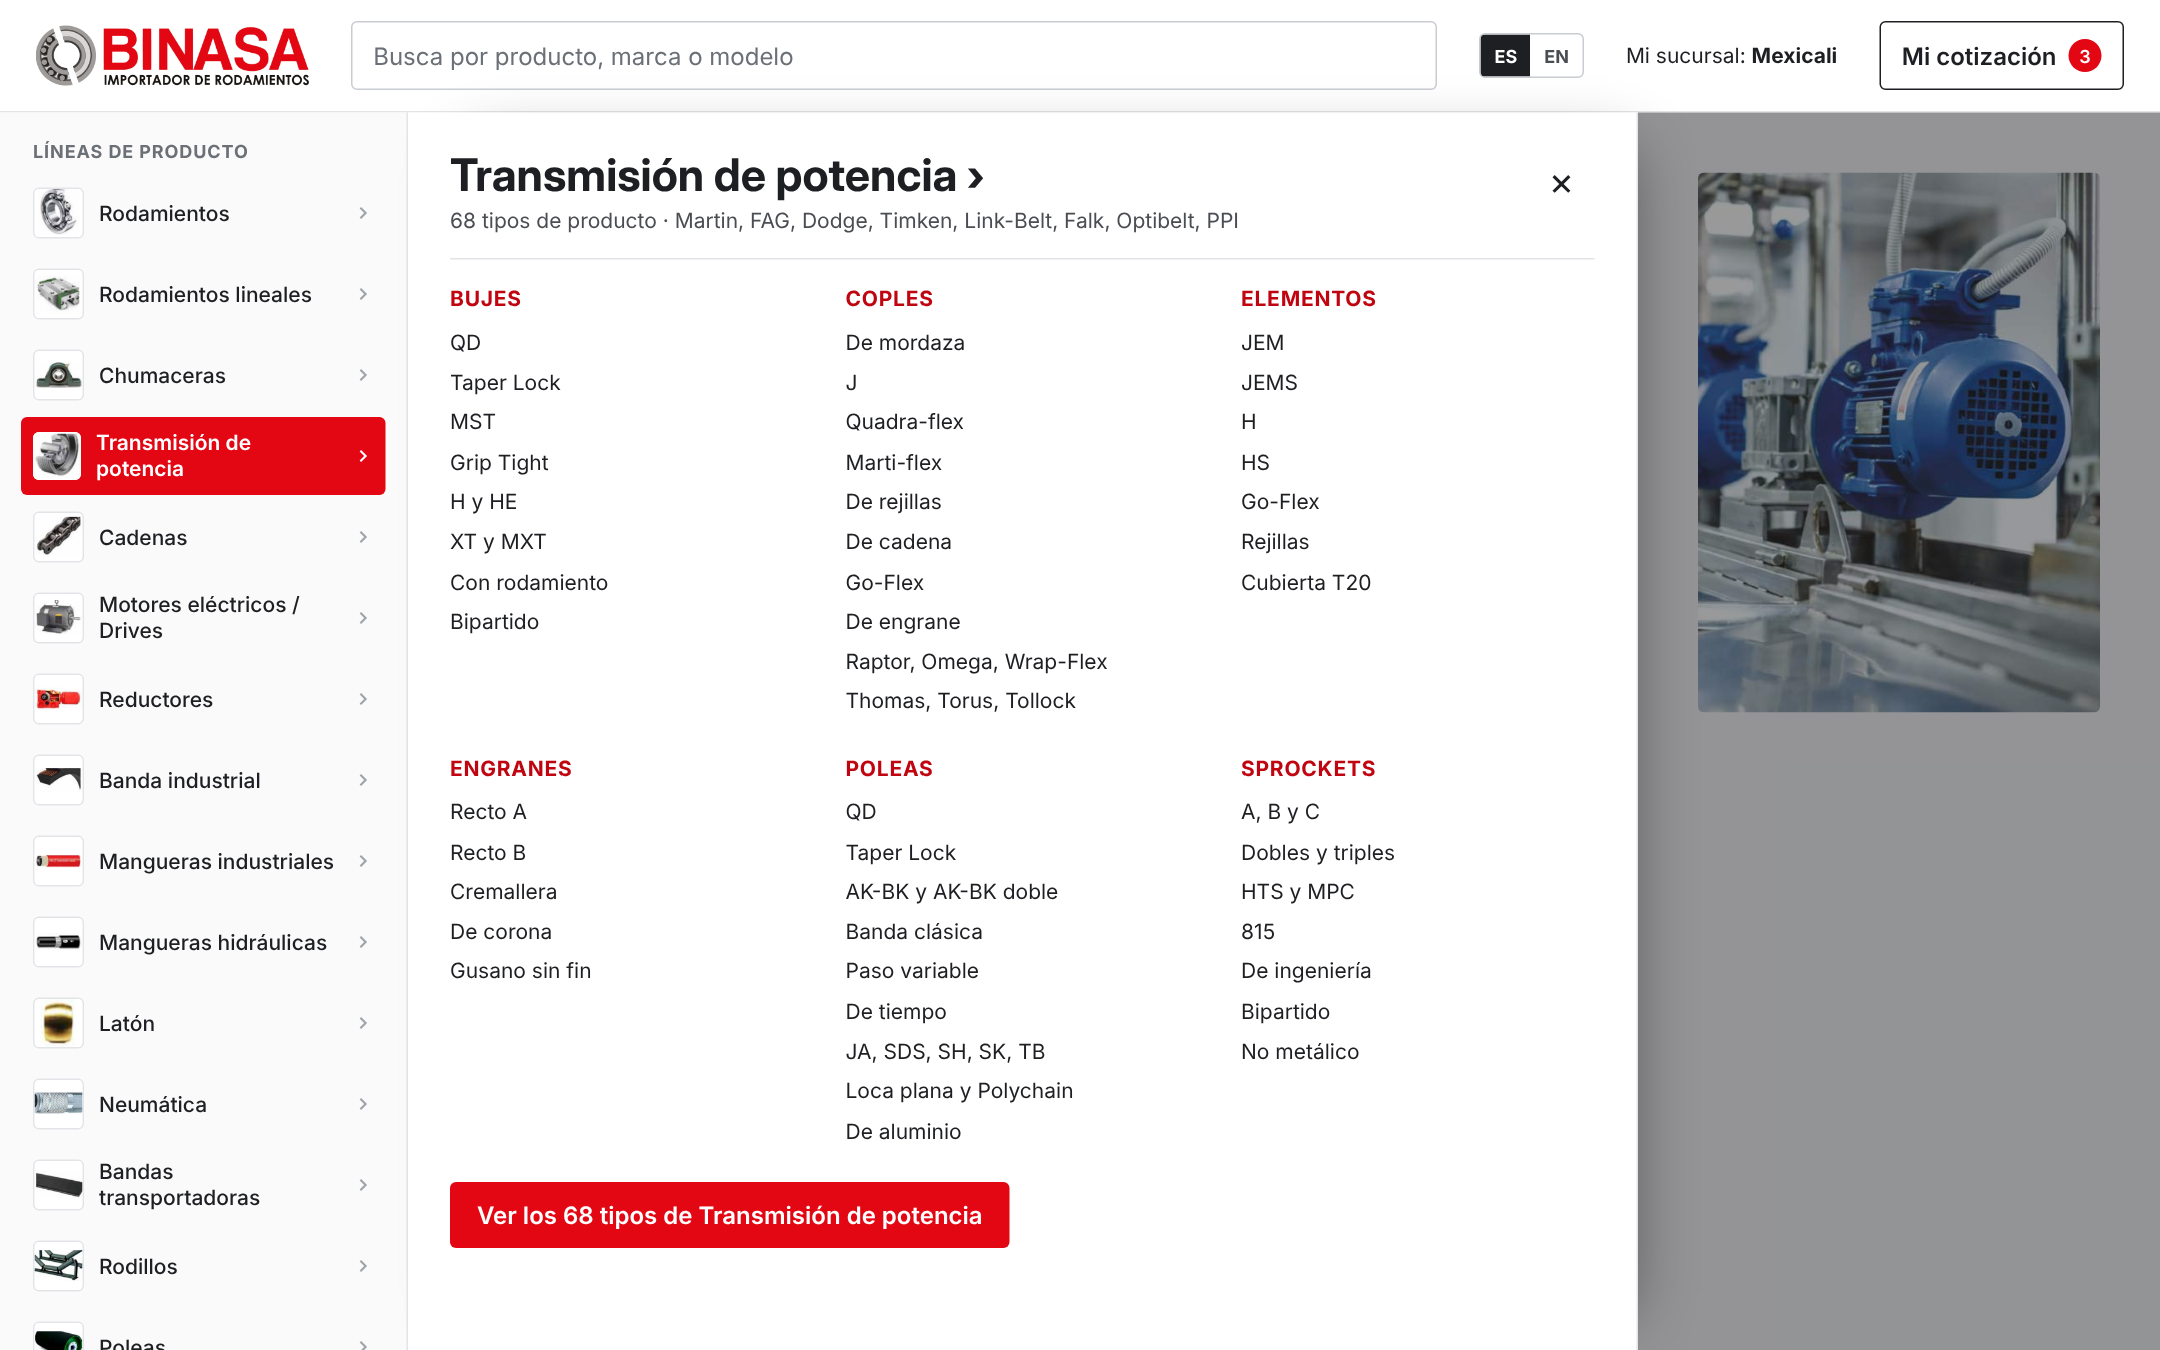 BINASA
IMPORTADOR DE RODAMIENTOS
Busca por producto, marca o modelo
ES EN
Mi sucursal: Mexicali
Mi cotización 3
LÍNEAS DE PRODUCTO
Rodamientos
Rodamientos lineales
Chumaceras
Transmisión de
potencia
Cadenas
Motores eléctricos /
Drives
Reductores
Banda industrial
Mangueras industriales
Mangueras hidráulicas
Latón
Neumática
Bandas
transportadoras
Rodillos
Poleas
Transmisión de potencia ›
68 tipos de producto · Martin, FAG, Dodge, Timken, Link-Belt, Falk, Optibelt, PPI
BUJES
QD
Taper Lock
MST
Grip Tight
H y HE
XT y MXT
Con rodamiento
Bipartido
COPLES
De mordaza
J
Quadra-flex
Marti-flex
De rejillas
De cadena
Go-Flex
De engrane
Raptor, Omega, Wrap-Flex
Thomas, Torus, Tollock
ELEMENTOS
JEM
JEMS
H
HS
Go-Flex
Rejillas
Cubierta T20
ENGRANES
Recto A
Recto B
Cremallera
De corona
Gusano sin fin
POLEAS
QD
Taper Lock
AK-BK y AK-BK doble
Banda clásica
Paso variable
De tiempo
JA, SDS, SH, SK, TB
Loca plana y Polychain
De aluminio
SPROCKETS
A, B y C
Dobles y triples
HTS y MPC
815
De ingeniería
Bipartido
No metálico
Ver los 68 tipos de Transmisión de potencia